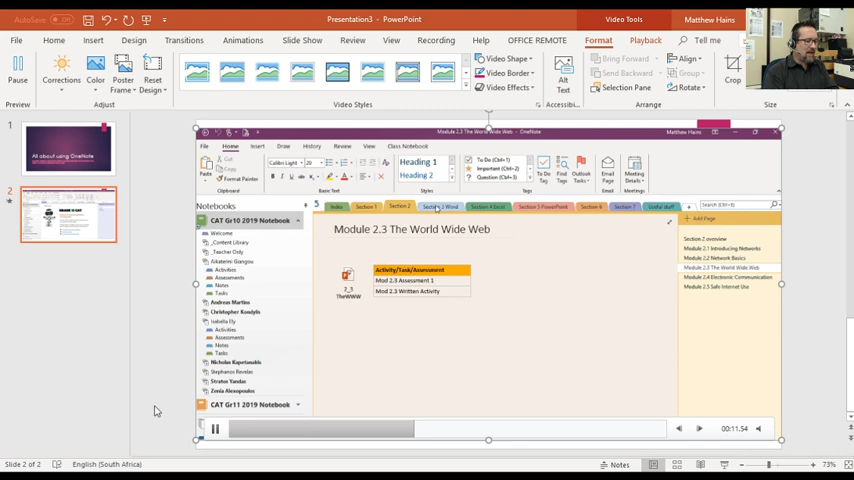 AutoSave Off Presentation3 - PowerPoint Video Tools Matthew Hains
File Home Insert Design Transitions Animations Slide Show Review View Recording OFFICE REMOTE Format Playback Tell me
Pause Corrections Color Poster Frame Reset Design Video Shape Video Border Video Effects Alt Text Bring Forward Send Backward Selection Pane Align Group Rotate Crop
Preview Adjust Video Styles Accessibili... Arrange Size
1
All about using OneNote
2
Module 2.3 The World Wide Web - OneNote Matthew Hains
File Home Insert Draw History Review View Class Notebook
Paste Cut Copy Format Painter Calibri Light 20 B I U Heading 1 Heading 2 To Do (Ctrl+1) Important (Ctrl+2) Question (Ctrl+3) To Do Tag Find Tags Outlook Tasks Email Page Meeting Details
Clipboard Basic Text Styles Tags Email Meetings
Notebooks
Index Section 1 Section 2 Section 3 Word Section 4 Excel Section 5 PowerPoint Section 6 Section 7 Useful stuff Search (Ctrl+E)
CAT Gr10 2019 Notebook
Welcome
_Content Library
_Teacher Only
Aikaterini Giangou
Activities
Assessments
Notes
Tasks
Andreas Martins
Christopher Kondylis
Isabella Ely
Activities
Assessments
Notes
Tasks
Nicholas Kapetanakis
Stephanos Revelas
Stratos Vandas
Zenia Alexopoulos
CAT Gr11 2019 Notebook
Module 2.3 The World Wide Web
2_3
TheWWW
Activity/Task/Assessment
Mod 2.3 Assessment 1
Mod 2.3 Written Activity
Add Page
Section 2 overview
Module 2.1 Introducing Networks
Module 2.2 Network Basics
Module 2.3 The World Wide Web
Module 2.4 Electronic Communication
Module 2.5 Safe Internet Use
00:11.54
Slide 2 of 2 English (South Africa) Notes 73%